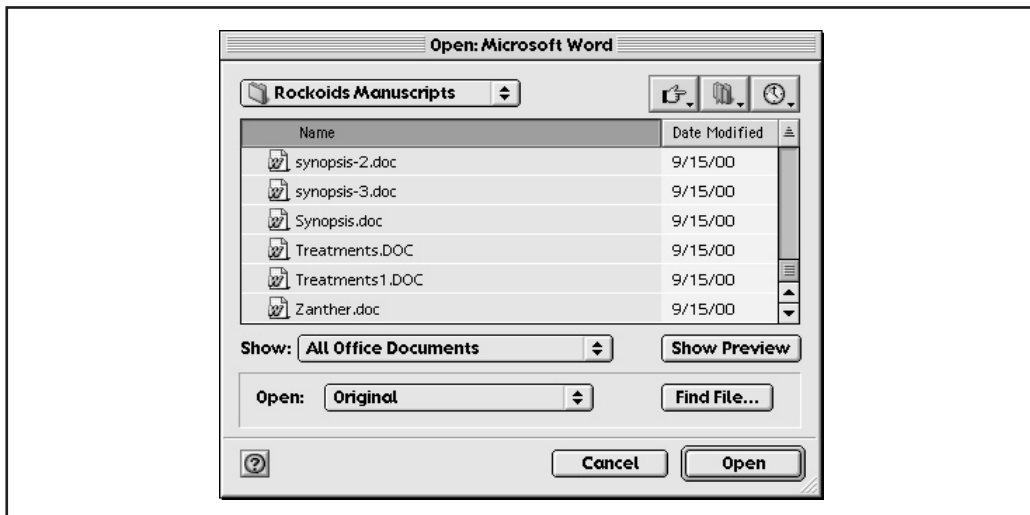 Open: Microsoft Word
Rockoids Manuscripts
Name Date Modified
synopsis-2.doc 9/15/00
synopsis-3.doc 9/15/00
Synopsis.doc 9/15/00
Treatments.DOC 9/15/00
Treatments1.DOC 9/15/00
Zanther.doc 9/15/00
Show: All Office Documents Show Preview
Open: Original Find File...
? Cancel Open